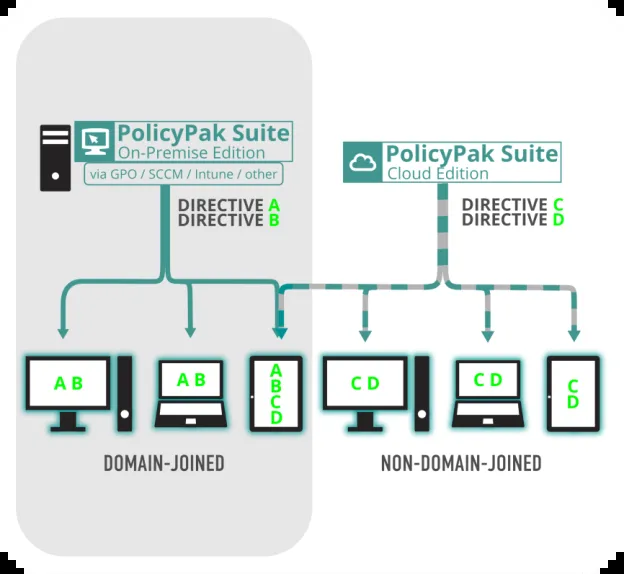 PolicyPak Suite
On-Premise Edition
via GPO / SCCM / Intune / other
DIRECTIVE A
DIRECTIVE B
PolicyPak Suite
Cloud Edition
DIRECTIVE C
DIRECTIVE D
A B
A B
A
B
C
D
C D
C D
C
D
DOMAIN-JOINED
NON-DOMAIN-JOINED